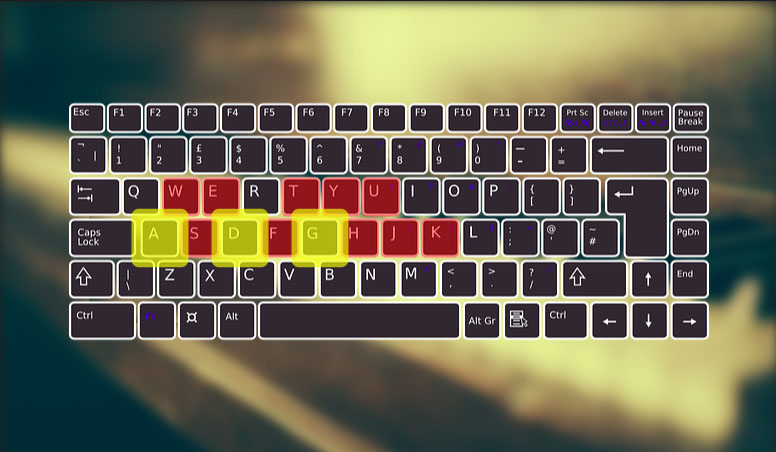 Esc F1 F2 F3 F4 F5 F6 F7 F8 F9 F10 F11 F12 Prt Sc Delete Insert Pause Break
¬ ` | ! 1 " 2 £ 3 $ 4 % 5 ^ 6 & 7 * 8 ( 9 ) 0 _ - + = ← Home
Q W E R T Y U I O P { [ } ] PgUp
Caps Lock A S D F G H J K L : ; @ ' ~ # PgDn
| \ Z X C V B N M < , > . ? / ↑ End
Ctrl Alt Alt Gr Ctrl ← ↓ →